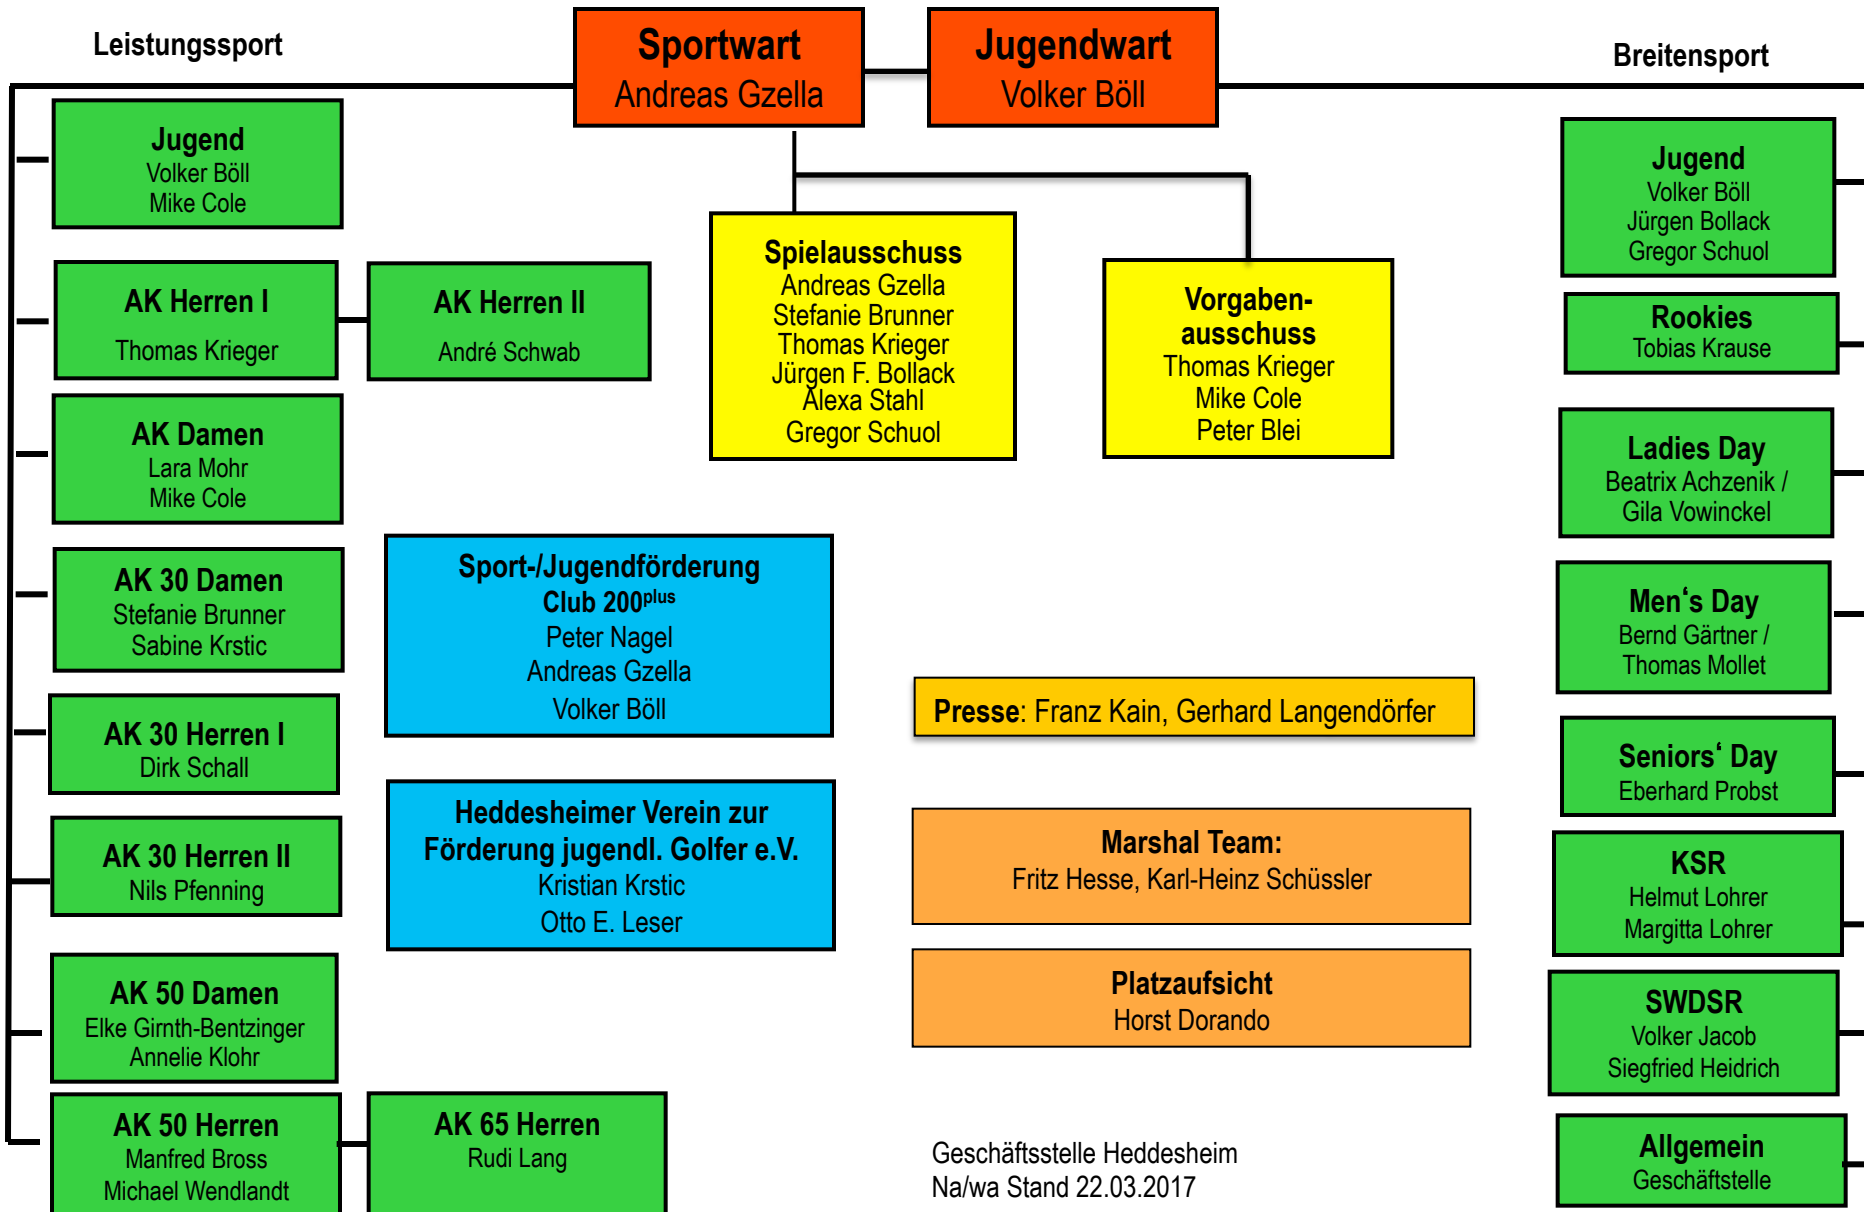 Leistungssport
Sportwart
Andreas Gzella
Jugendwart
Volker Böll
Breitensport
Jugend
Volker Böll
Mike Cole
AK Herren I
Thomas Krieger
AK Herren II
André Schwab
AK Damen
Lara Mohr
Mike Cole
AK 30 Damen
Stefanie Brunner
Sabine Krstic
AK 30 Herren I
Dirk Schall
AK 30 Herren II
Nils Pfenning
AK 50 Damen
Elke Girnth-Bentzinger
Annelie Klohr
AK 50 Herren
Manfred Bross
Michael Wendlandt
AK 65 Herren
Rudi Lang
Spielausschuss
Andreas Gzella
Stefanie Brunner
Thomas Krieger
Jürgen F. Bollack
Alexa Stahl
Gregor Schuol
Vorgaben-
ausschuss
Thomas Krieger
Mike Cole
Peter Blei
Sport-/Jugendförderung
Club 200plus
Peter Nagel
Andreas Gzella
Volker Böll
Heddesheimer Verein zur
Förderung jugendl. Golfer e.V.
Kristian Krstic
Otto E. Leser
Presse: Franz Kain, Gerhard Langendörfer
Marshal Team:
Fritz Hesse, Karl-Heinz Schüssler
Platzaufsicht
Horst Dorando
Geschäftsstelle Heddesheim
Na/wa Stand 22.03.2017
Jugend
Volker Böll
Jürgen Bollack
Gregor Schuol
Rookies
Tobias Krause
Ladies Day
Beatrix Achzenik /
Gila Vowinckel
Men‘s Day
Bernd Gärtner /
Thomas Mollet
Seniors‘ Day
Eberhard Probst
KSR
Helmut Lohrer
Margitta Lohrer
SWDSR
Volker Jacob
Siegfried Heidrich
Allgemein
Geschäftstelle